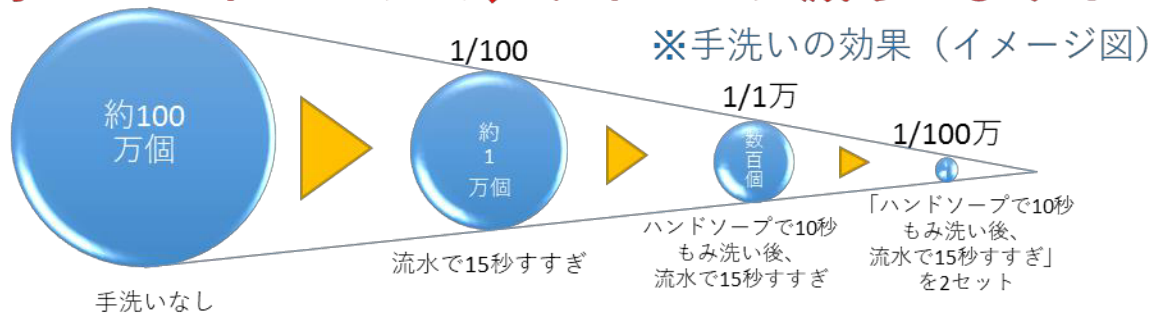 ※手洗いの効果（イメージ図）
約100
万個
手洗いなし
1/100
約
1
万個
流水で15秒すすぎ
1/1万
数
百
個
ハンドソープで10秒
もみ洗い後、
流水で15秒すすぎ
1/100万
「ハンドソープで10秒
もみ洗い後、
流水で15秒すすぎ」
を2セット